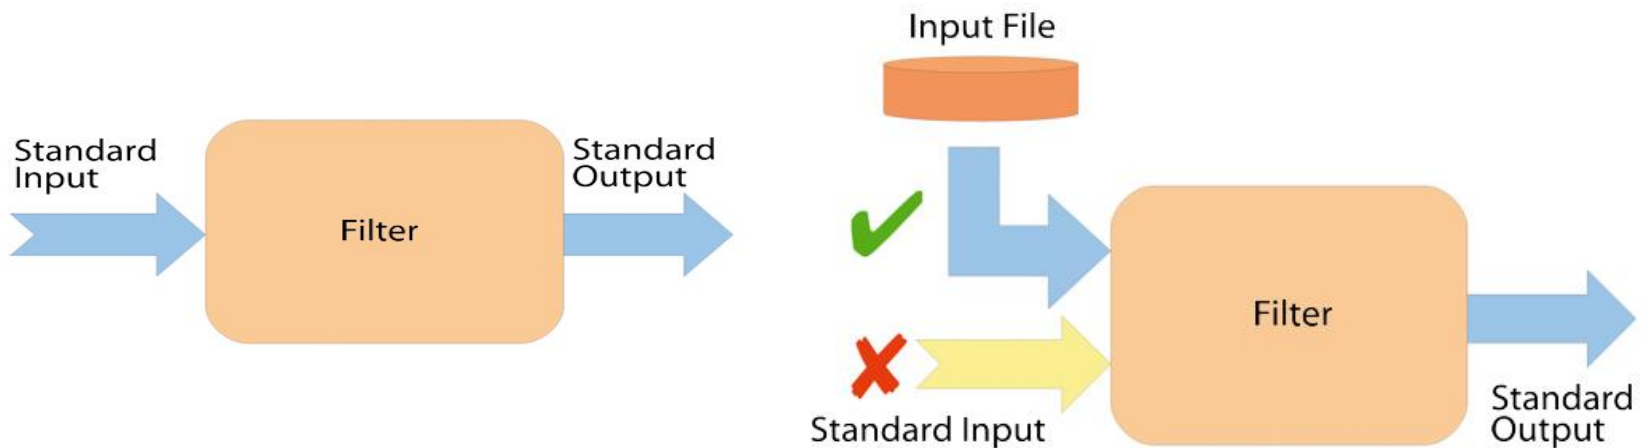 Standard
Input
Filter
Standard
Output
Input File
Standard Input
Filter
Standard
Output